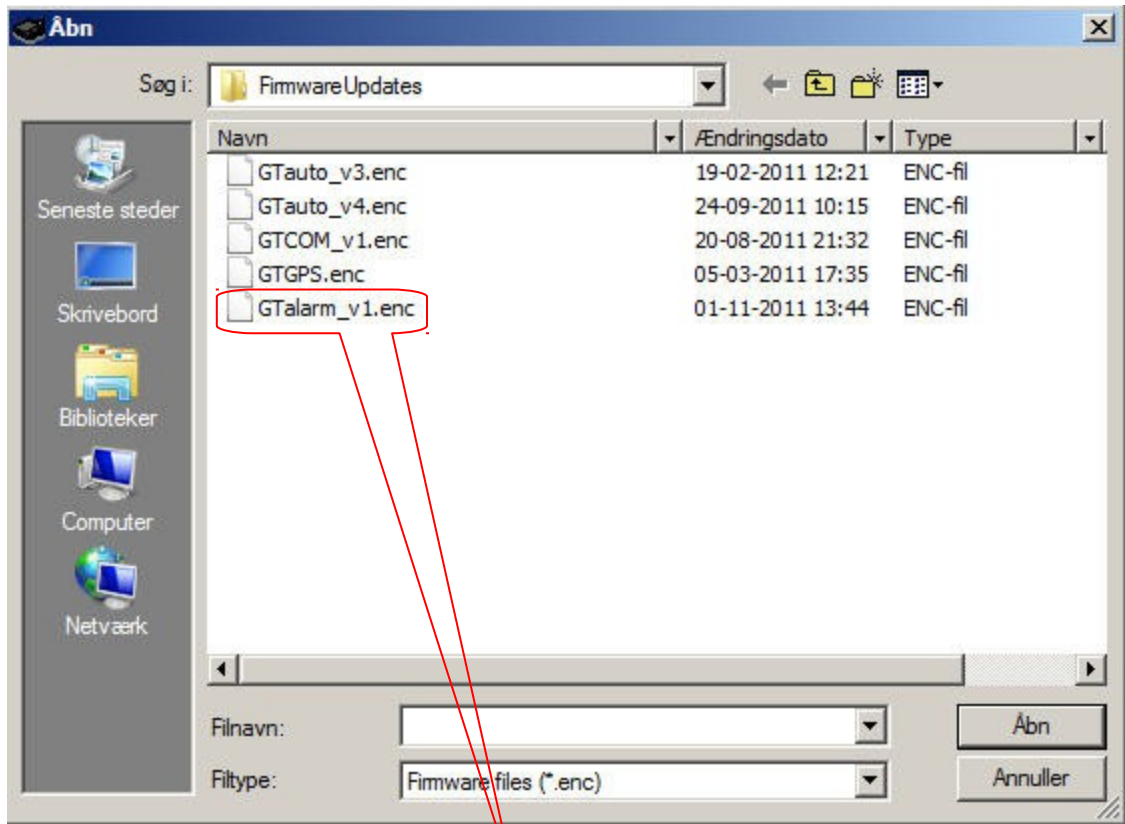 Åbn
Søg i: FirmwareUpdates
Navn Ændringsdato Type
GTauto_v3.enc 19-02-2011 12:21 ENC-fil
GTauto_v4.enc 24-09-2011 10:15 ENC-fil
GTCOM_v1.enc 20-08-2011 21:32 ENC-fil
GTGPS.enc 05-03-2011 17:35 ENC-fil
GTalarm_v1.enc 01-11-2011 13:44 ENC-fil
Seneste steder
Skrivebord
Biblioteker
Computer
Netværk
Filnavn: Åbn
Filtype: Firmware files (*.enc) Annuller